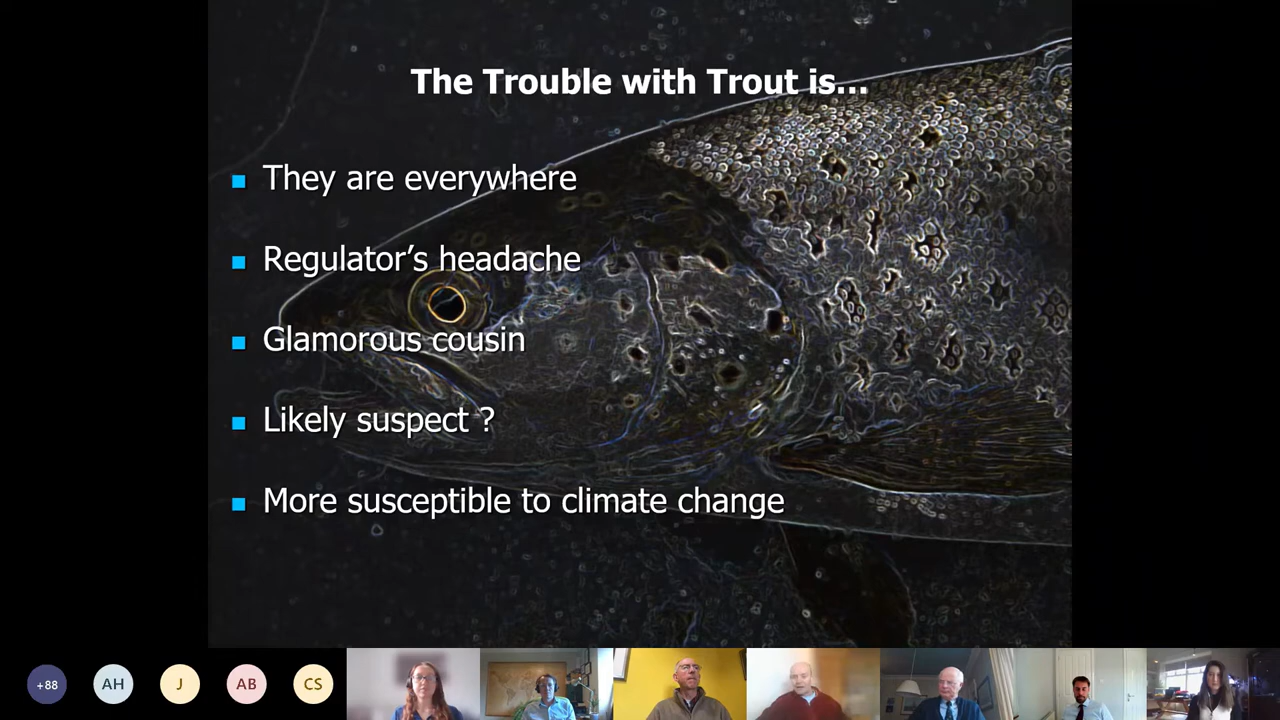 The Trouble with Trout is...
They are everywhere
Regulator's headache
Glamorous cousin
Likely suspect ?
More susceptible to climate change
+88 AH J AB CS